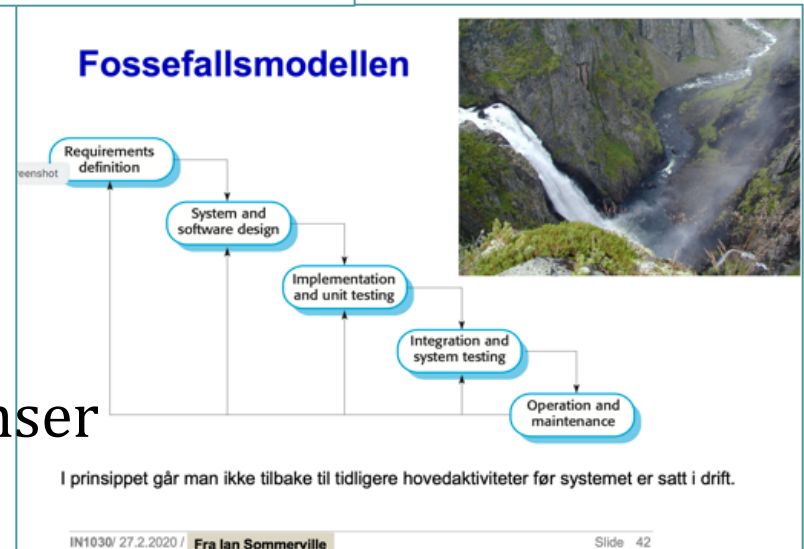 Fossefallsmodellen
Requirements
definition
reenshot
System and
software design
Implementation
and unit testing
Integration and
system testing
Operation and
maintenance
nser
I prinsippet går man ikke tilbake til tidligere hovedaktiviteter før systemet er satt i drift.
IN1030/ 27.2.2020 / Fra Ian Sommerville Slide 42